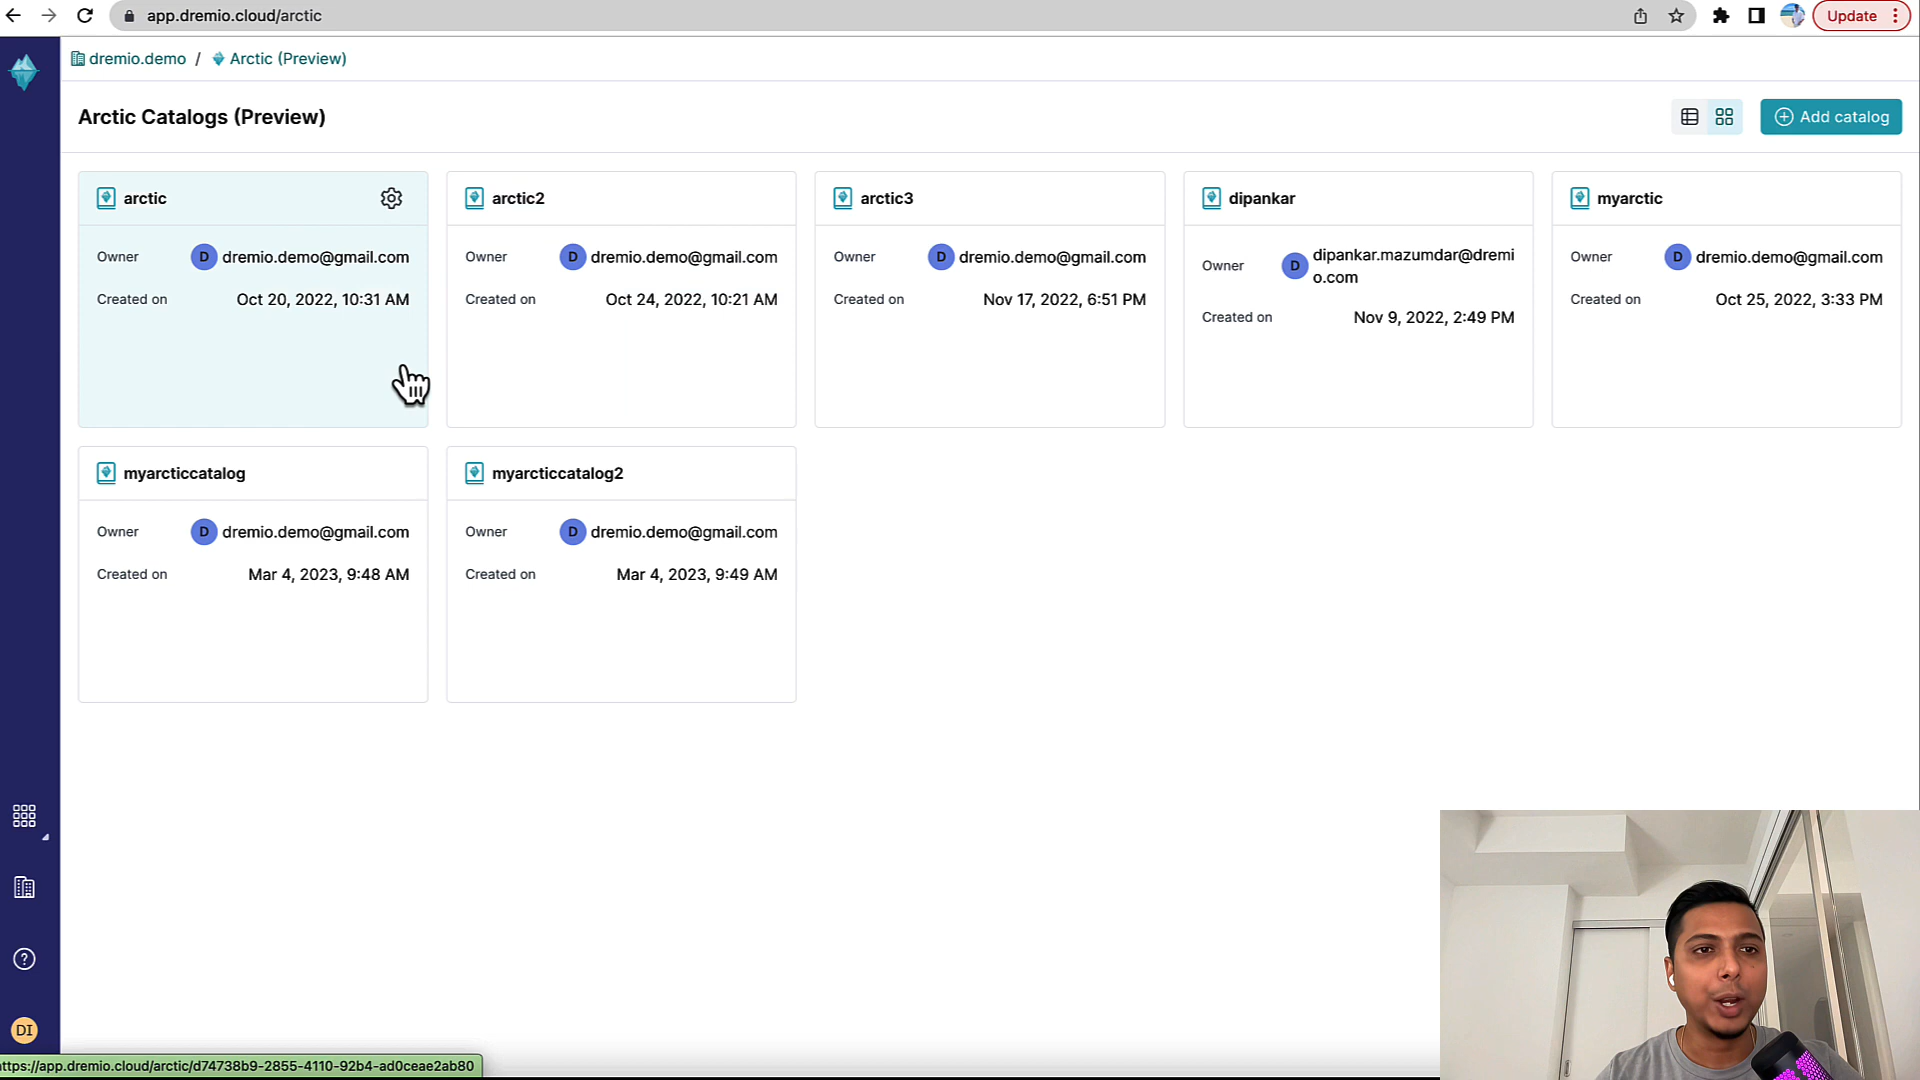 app.dremio.cloud/arctic
Update
dremio.demo / Arctic (Preview)
Arctic Catalogs (Preview)
Add catalog
arctic
Owner D dremio.demo@gmail.com
Created on Oct 20, 2022, 10:31 AM
arctic2
Owner D dremio.demo@gmail.com
Created on Oct 24, 2022, 10:21 AM
arctic3
Owner D dremio.demo@gmail.com
Created on Nov 17, 2022, 6:51 PM
dipankar
Owner D dipankar.mazumdar@dremi
o.com
Created on Nov 9, 2022, 2:49 PM
myarctic
Owner D dremio.demo@gmail.com
Created on Oct 25, 2022, 3:33 PM
myarcticcatalog
Owner D dremio.demo@gmail.com
Created on Mar 4, 2023, 9:48 AM
myarcticcatalog2
Owner D dremio.demo@gmail.com
Created on Mar 4, 2023, 9:49 AM
DI
ttps://app.dremio.cloud/arctic/d74738b9-2855-4110-92b4-ad0ceae2ab80